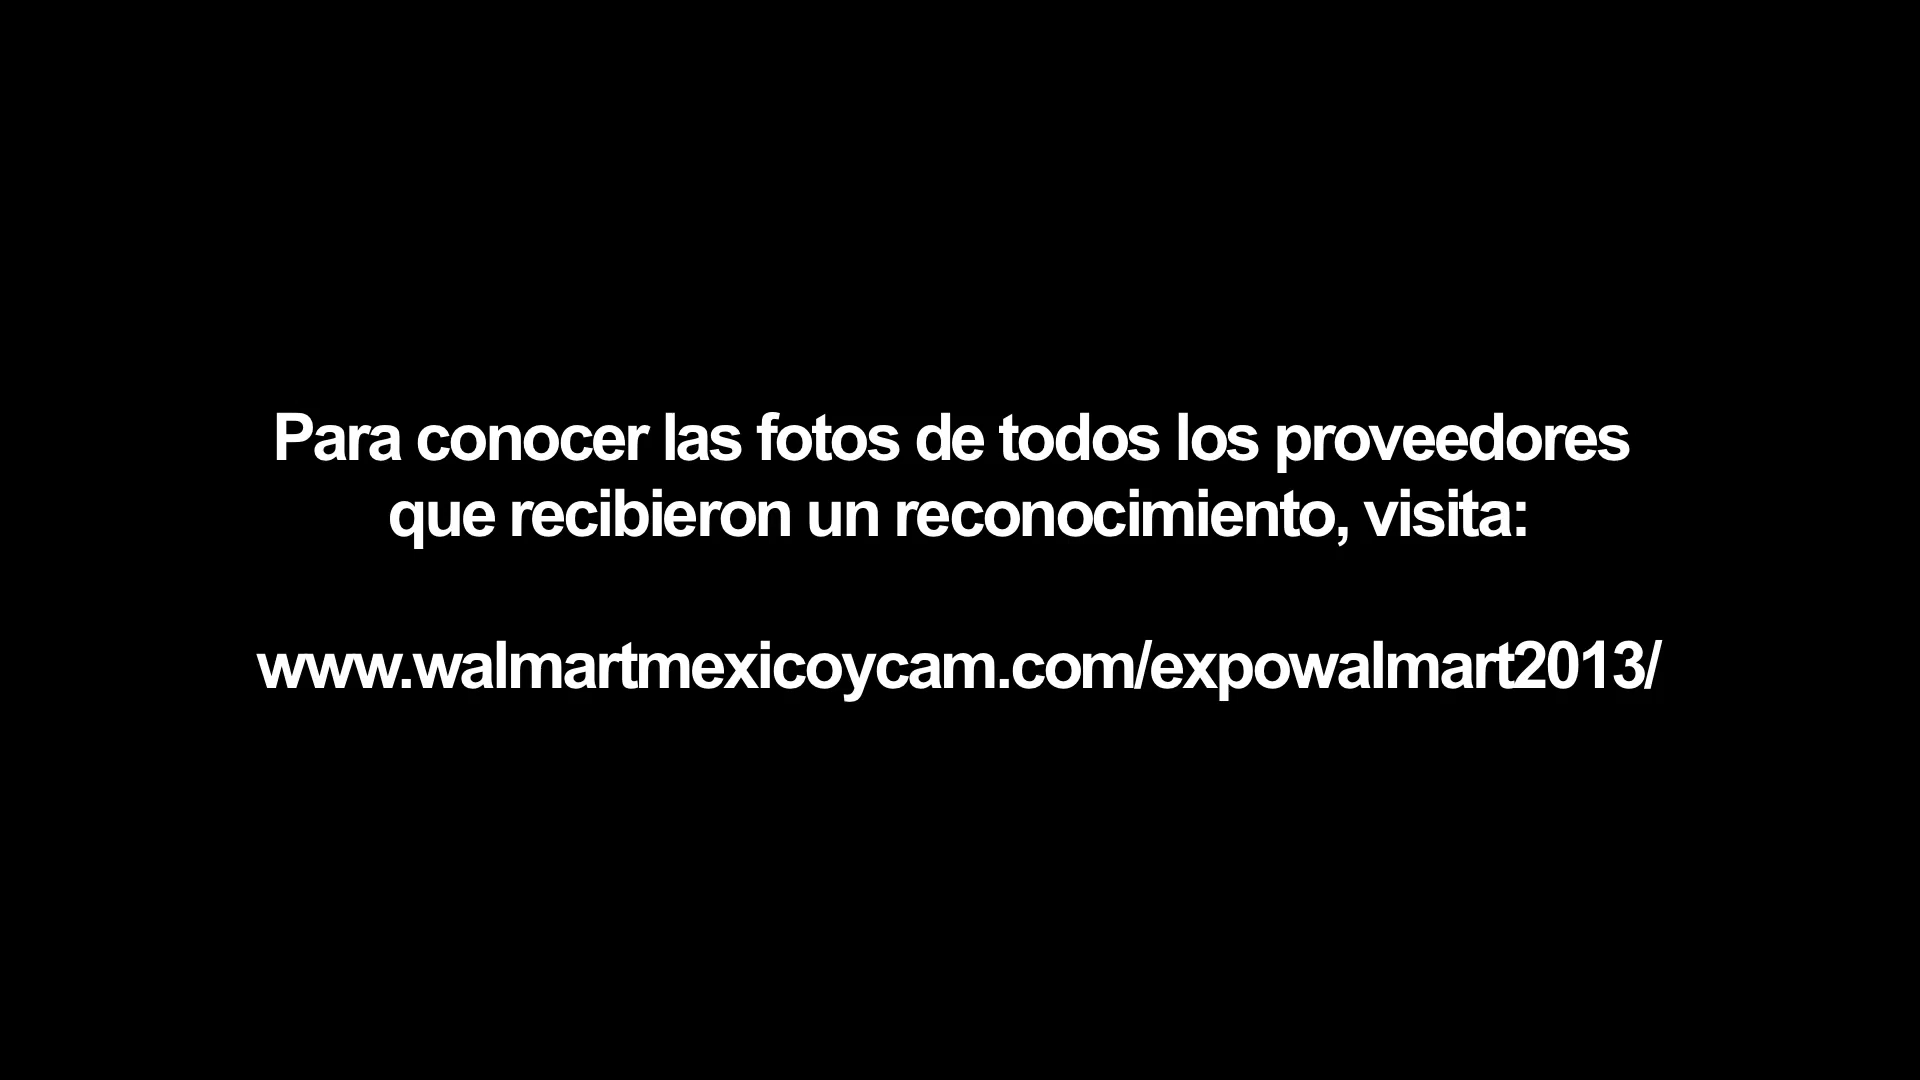 Para conocer las fotos de todos los proveedores
que recibieron un reconocimiento, visita:
www.walmartmexicoycam.com/expowalmart2013/